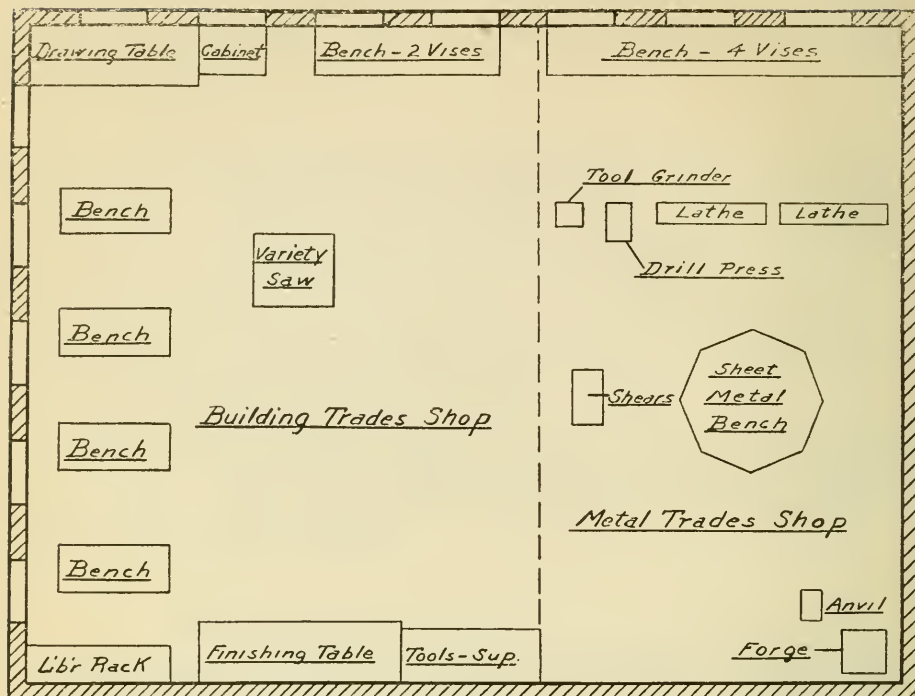 Drawing Table
Cabinet
Bench - 2 Vises
Bench - 4 Vises
Tool Grinder
Bench
Lathe
Lathe
Variety
Saw
Drill Press
Bench
Sheet
Metal
Bench
Shears
Building Trades Shop
Bench
Metal Trades Shop
Bench
Anvil
Lib'r Rack
Finishing Table
Tools-Sup.
Forge